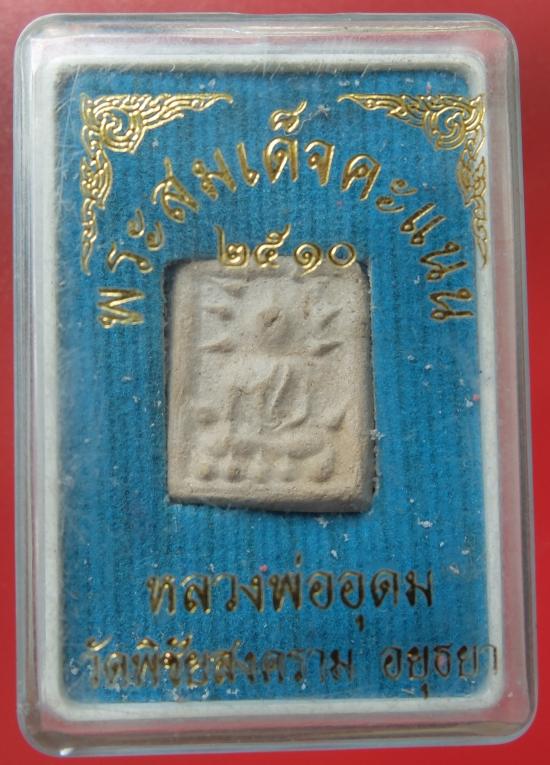 พระสมเด็จคะแนน
๒๕๑๐
หลวงพ่ออุดม
วัดพิชัยสงคราม อยุธยา